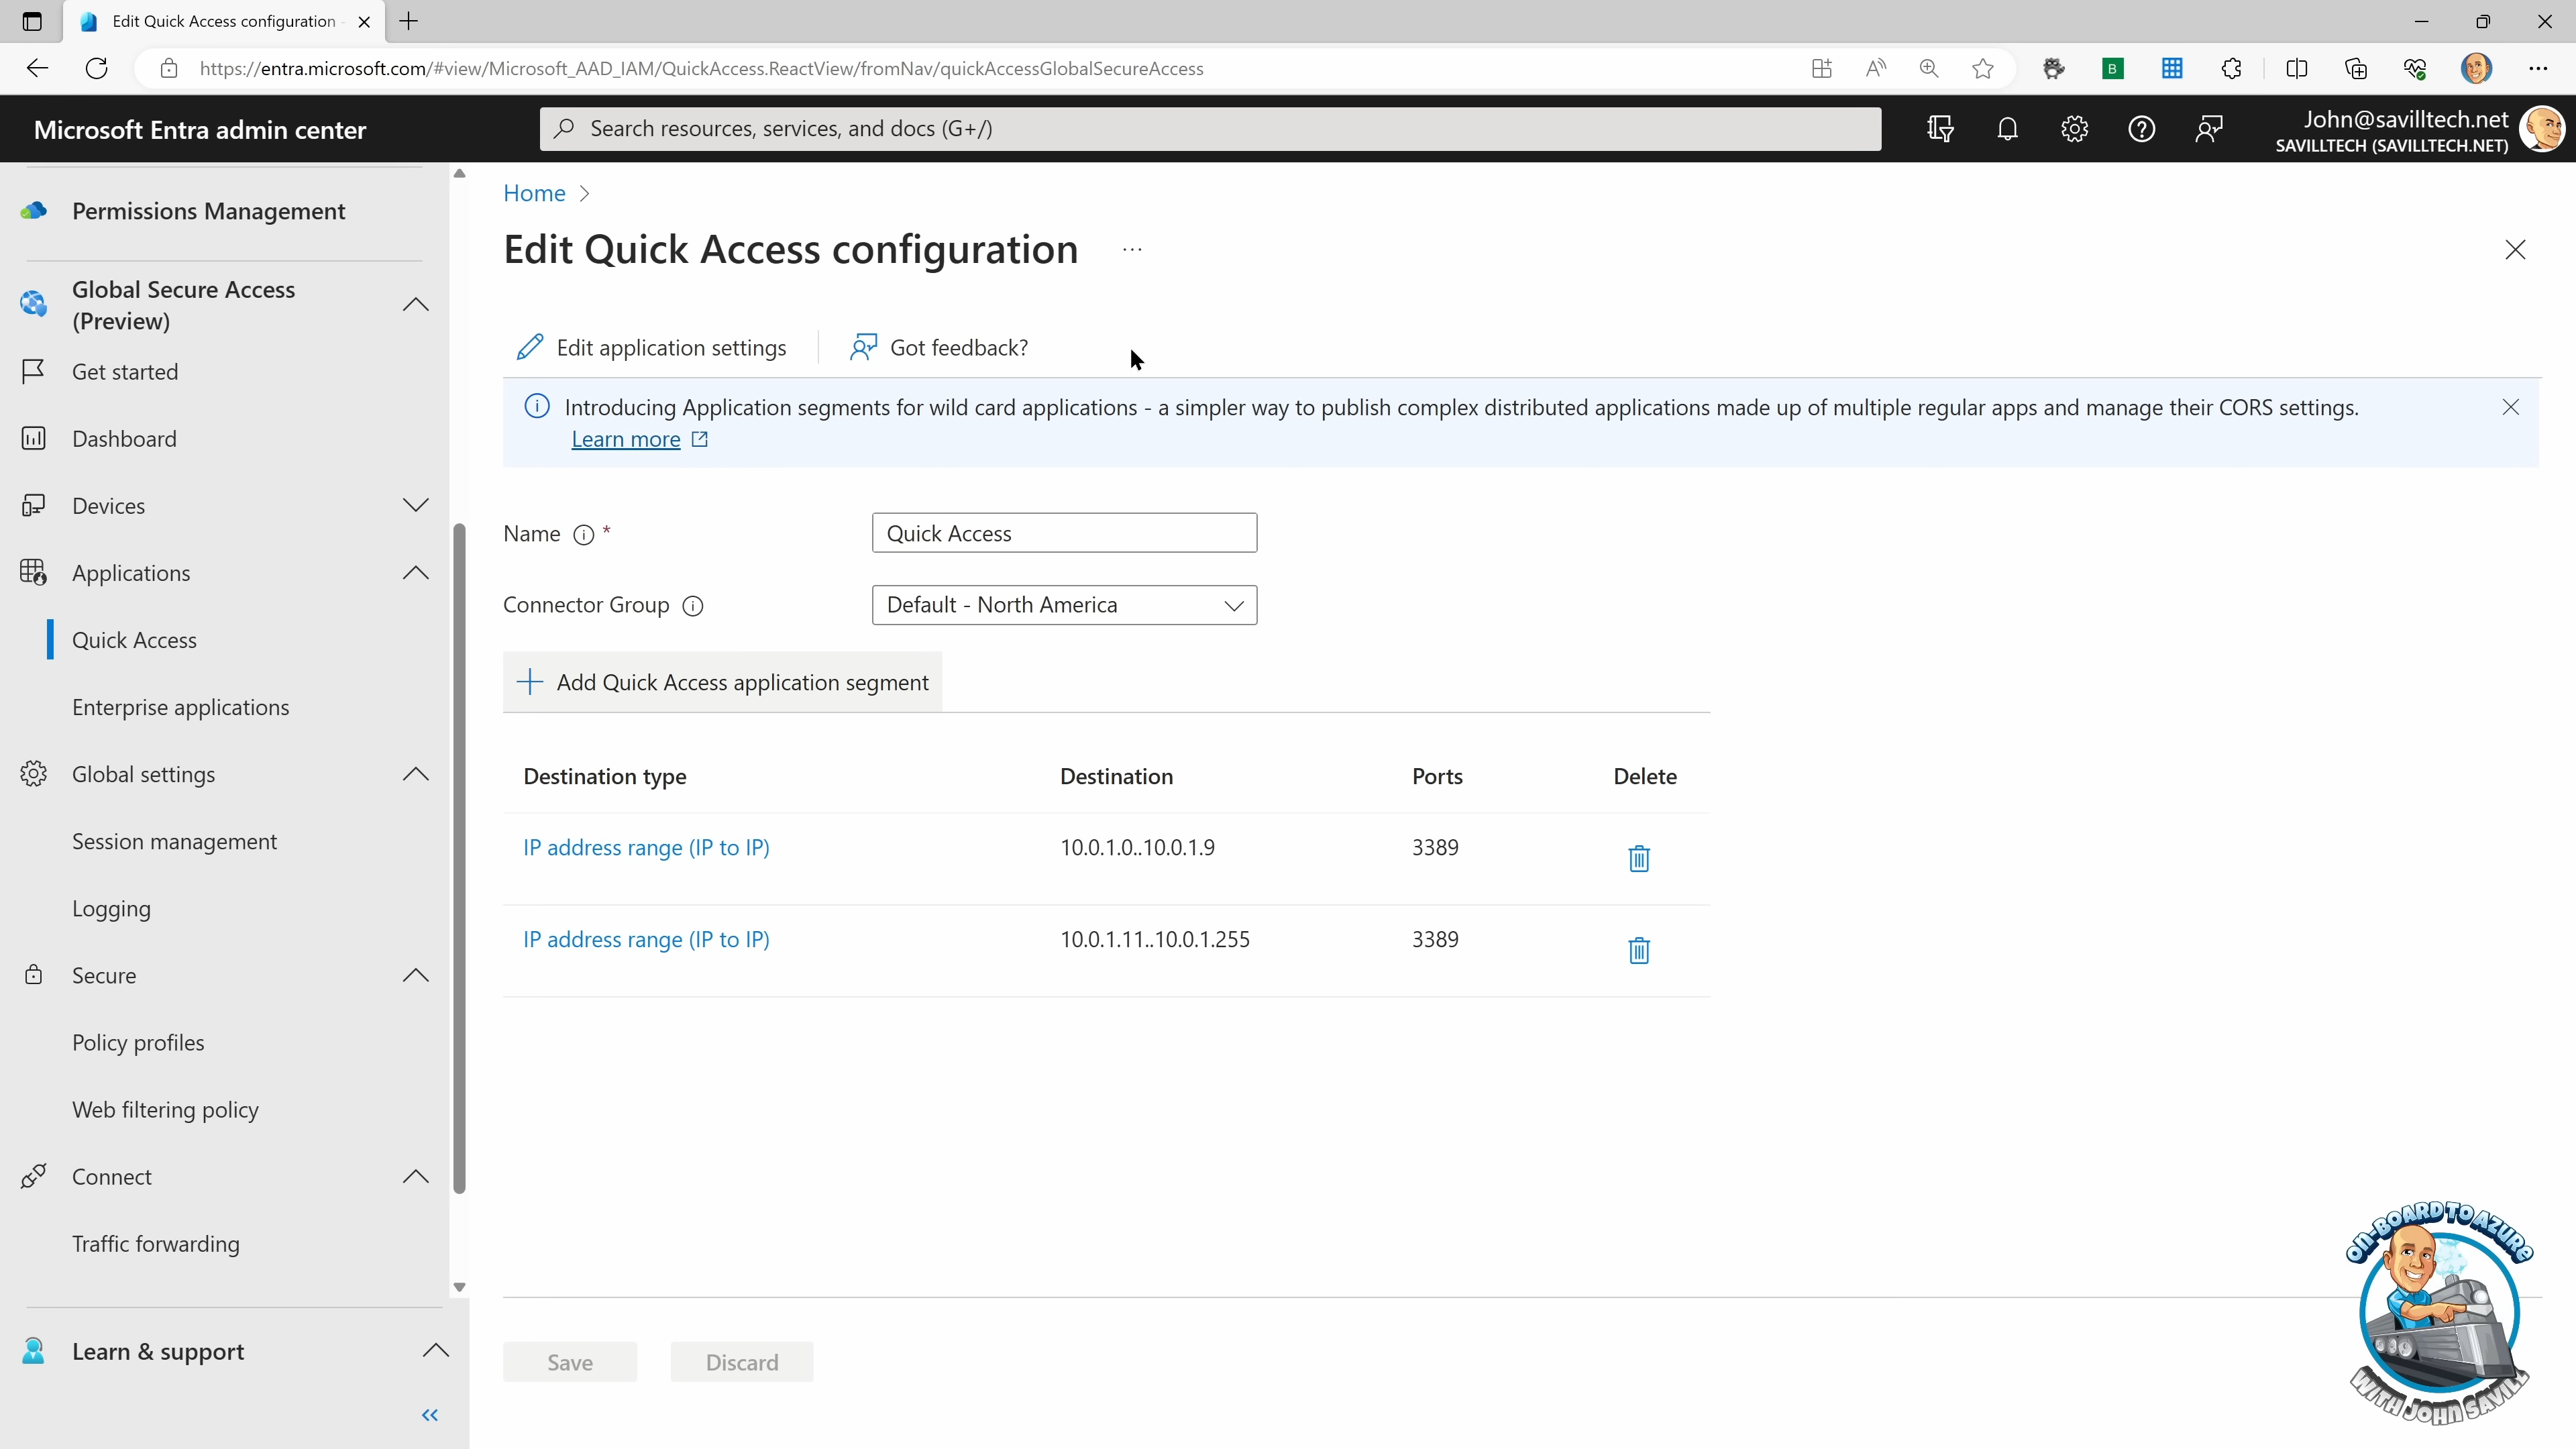 Edit Quick Access configuration
https://entra.microsoft.com/#view/Microsoft_AAD_IAM/QuickAccess.ReactView/fromNav/quickAccessGlobalSecureAccess
B
Microsoft Entra admin center
Search resources, services, and docs (G+/)
John@savilltech.net
SAVILLTECH (SAVILLTECH.NET)
Permissions Management
Global Secure Access
(Preview)
Get started
Dashboard
Devices
Applications
Quick Access
Enterprise applications
Global settings
Session management
Logging
Secure
Policy profiles
Web filtering policy
Connect
Traffic forwarding
Learn & support
Home
Edit Quick Access configuration
Edit application settings
Got feedback?
Introducing Application segments for wild card applications - a simpler way to publish complex distributed applications made up of multiple regular apps and manage their CORS settings.
Learn more
Name *
Quick Access
Connector Group
Default - North America
Add Quick Access application segment
Destination type Destination Ports Delete
IP address range (IP to IP) 10.0.1.0..10.0.1.9 3389
IP address range (IP to IP) 10.0.1.11..10.0.1.255 3389
Save Discard
ON-BOARD TO AZURE
WITH JOHN SAVILL